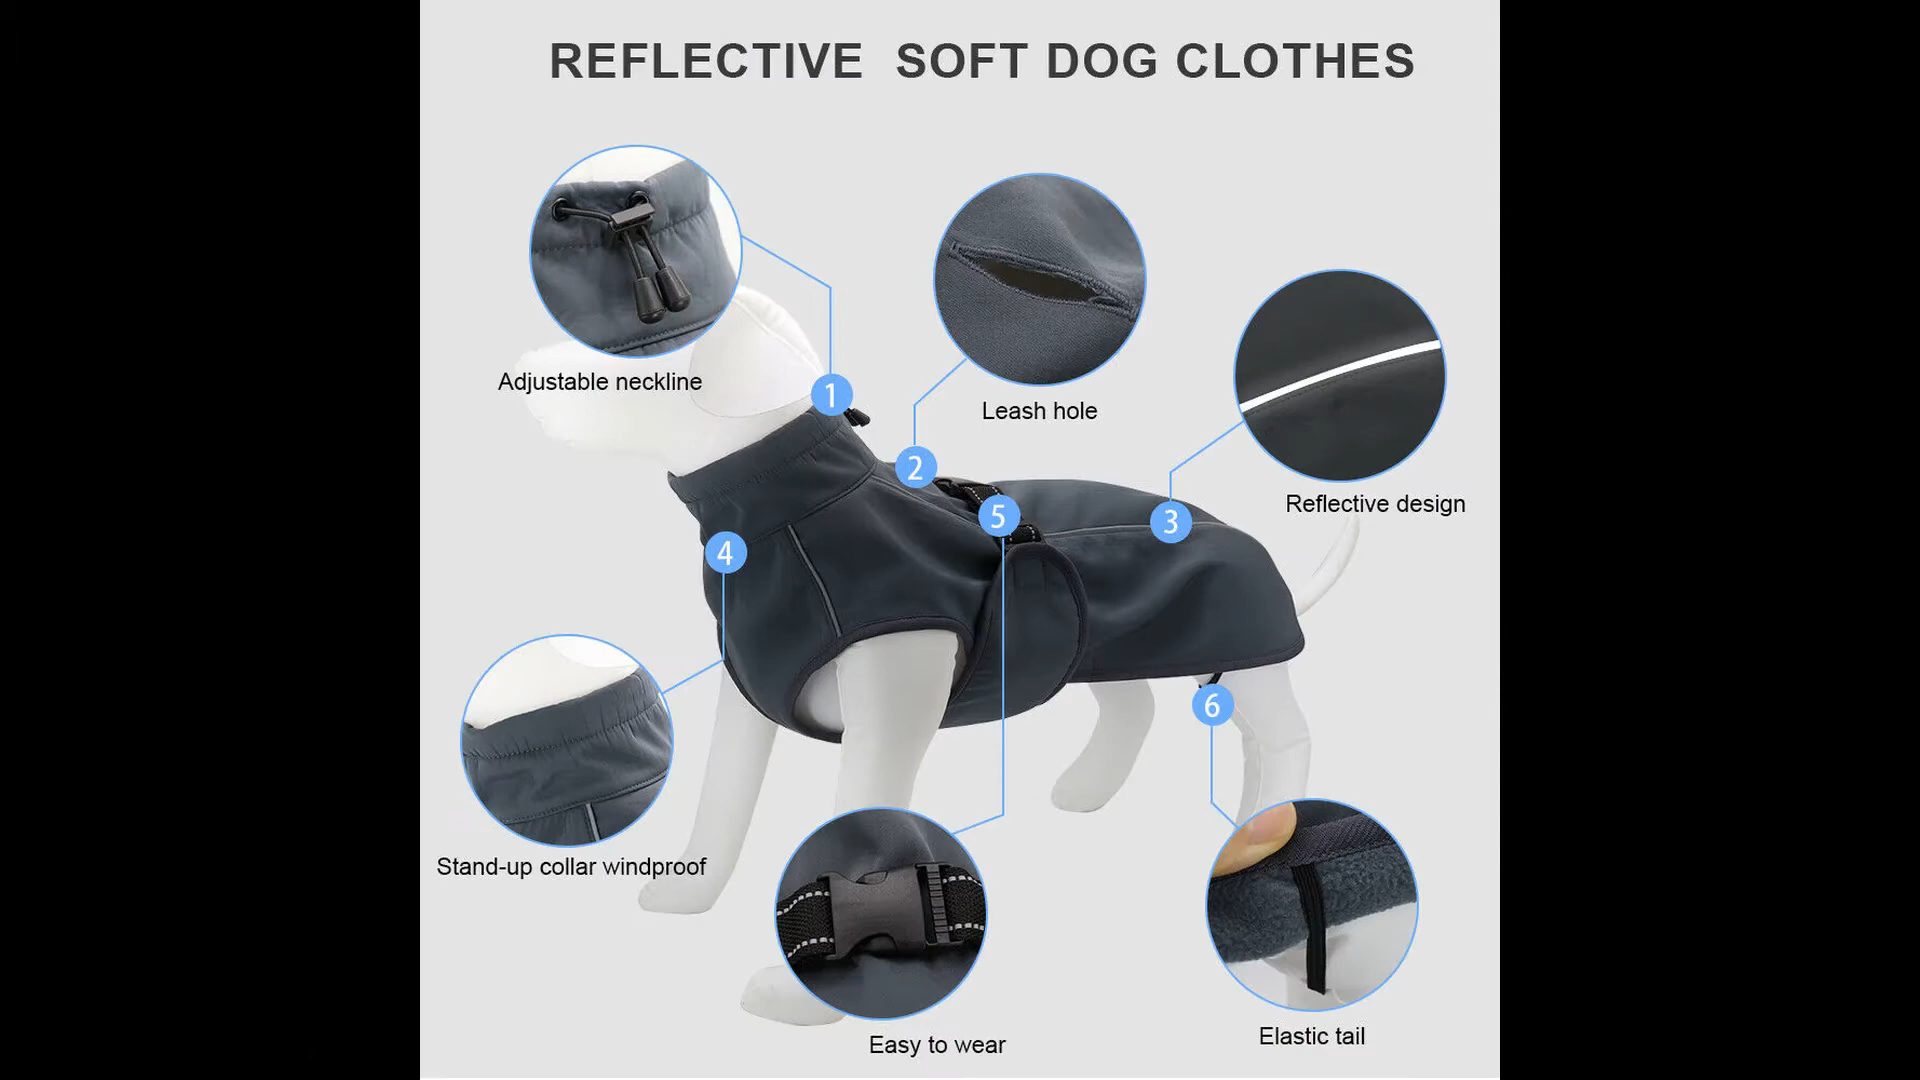 REFLECTIVE SOFT DOG CLOTHES
Adjustable neckline
Leash hole
Reflective design
1
2
5
3
4
6
Stand-up collar windproof
Easy to wear
Elastic tail